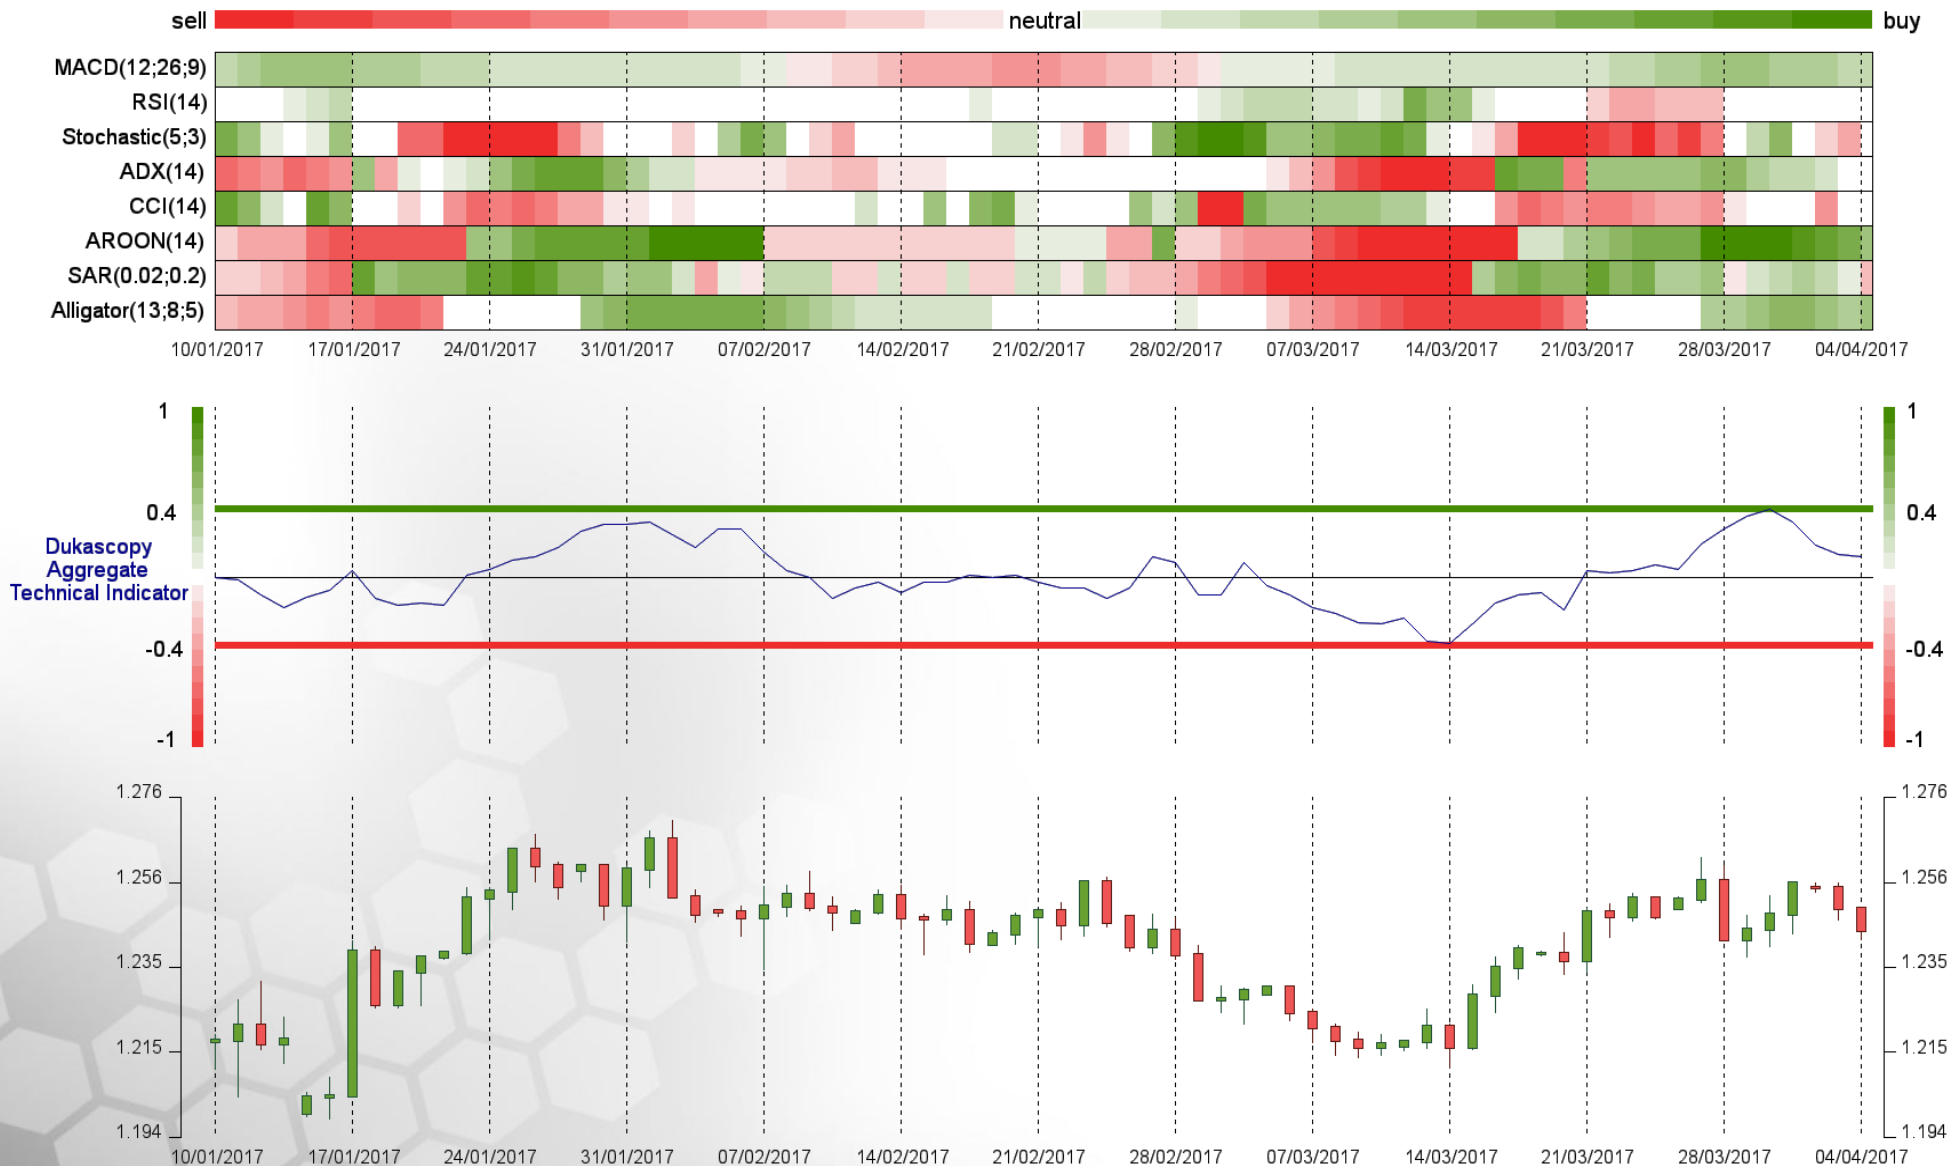 sell neutral buy
MACD(12;26;9)
RSI(14)
Stochastic(5;3)
ADX(14)
CCI(14)
AROON(14)
SAR(0.02;0.2)
Alligator(13;8;5)
10/01/2017 17/01/2017 24/01/2017 31/01/2017 07/02/2017 14/02/2017 21/02/2017 28/02/2017 07/03/2017 14/03/2017 21/03/2017 28/03/2017 04/04/2017
1 1
0.4 0.4
Dukascopy
Aggregate
Technical Indicator
-0.4 -0.4
-1 -1
1.276 1.276
1.256 1.256
1.235 1.235
1.215 1.215
1.194 1.194
10/01/2017 17/01/2017 24/01/2017 31/01/2017 07/02/2017 14/02/2017 21/02/2017 28/02/2017 07/03/2017 14/03/2017 21/03/2017 28/03/2017 04/04/2017